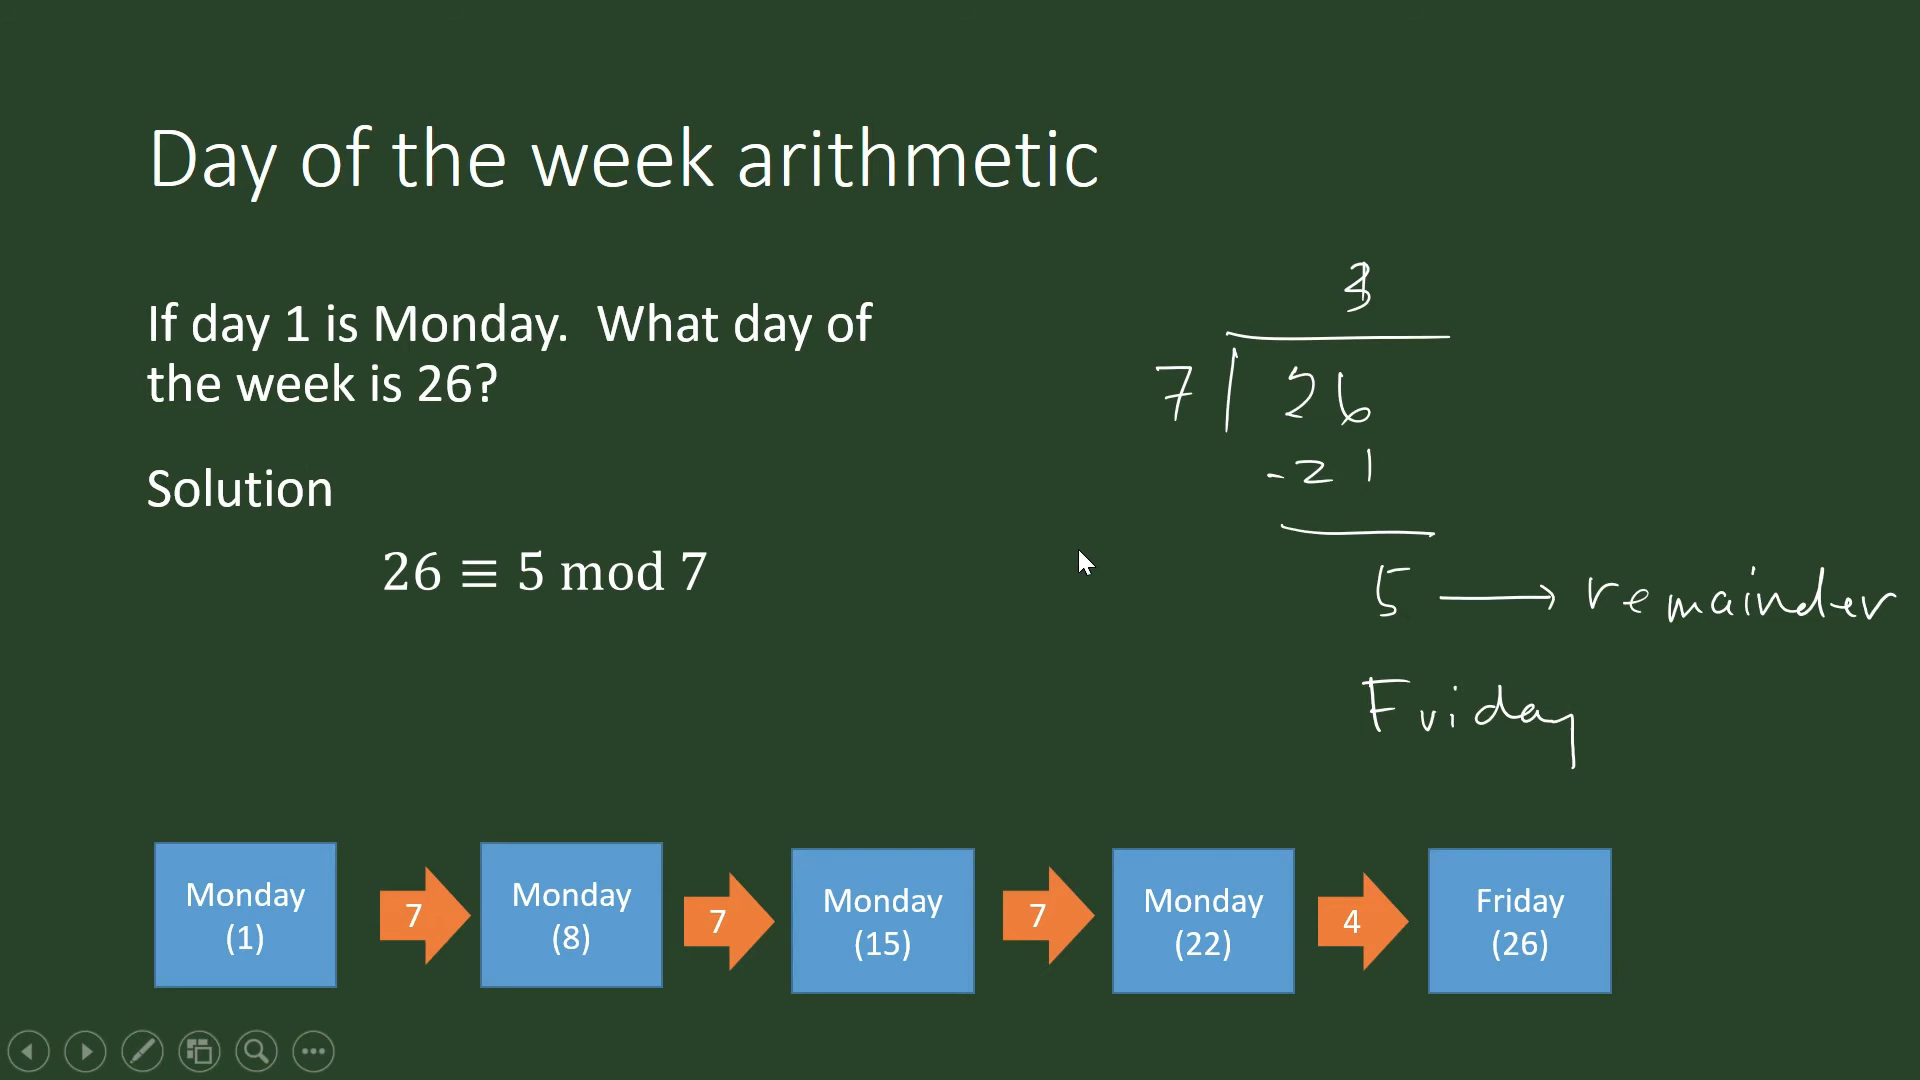 Day of the week arithmetic
If day 1 is Monday.  What day of
the week is 26?
Solution
26 ≡ 5 mod 7
3
7 26
-21
5 → remainder
Friday
Monday
(1)
7
Monday
(8)
7
Monday
(15)
7
Monday
(22)
4
Friday
(26)